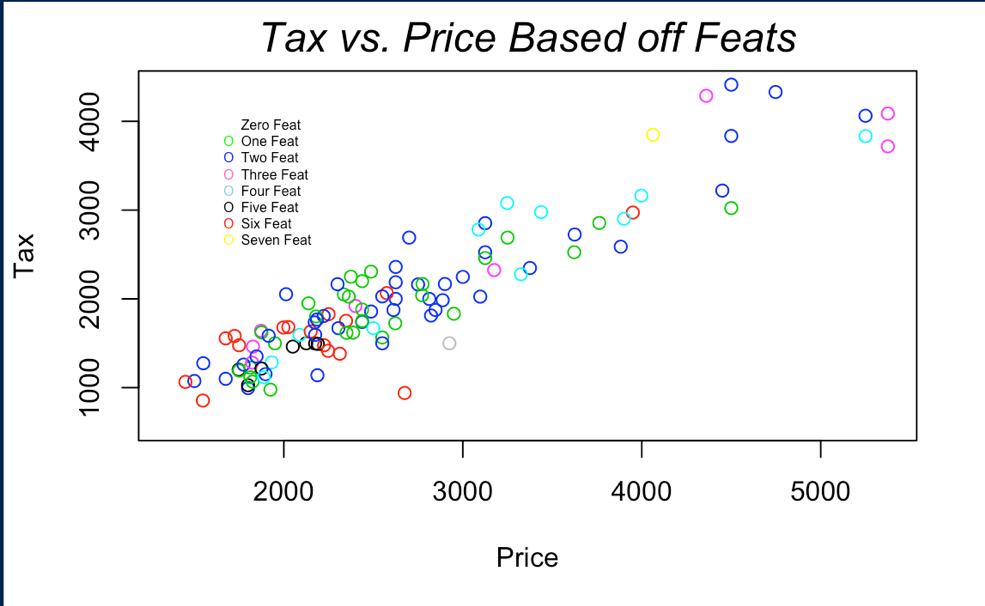 Tax vs. Price Based off Feats
4000
3000
2000
1000
Tax
Zero Feat
One Feat
Two Feat
Three Feat
Four Feat
Five Feat
Six Feat
Seven Feat
2000 3000 4000 5000
Price